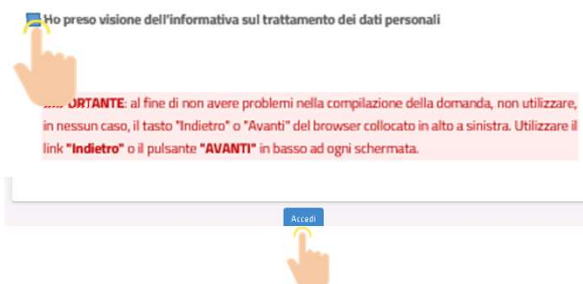 Ho preso visione dell'informativa sul trattamento dei dati personali
ORTANTE: al fine di non avere problemi nella compilazione della domanda, non utilizzare,
in nessun caso, il tasto "Indietro" o "Avanti" del browser collocato in alto a sinistra. Utilizzare il
link "Indietro" o il pulsante "AVANTI" in basso ad ogni schermata.
Accedi